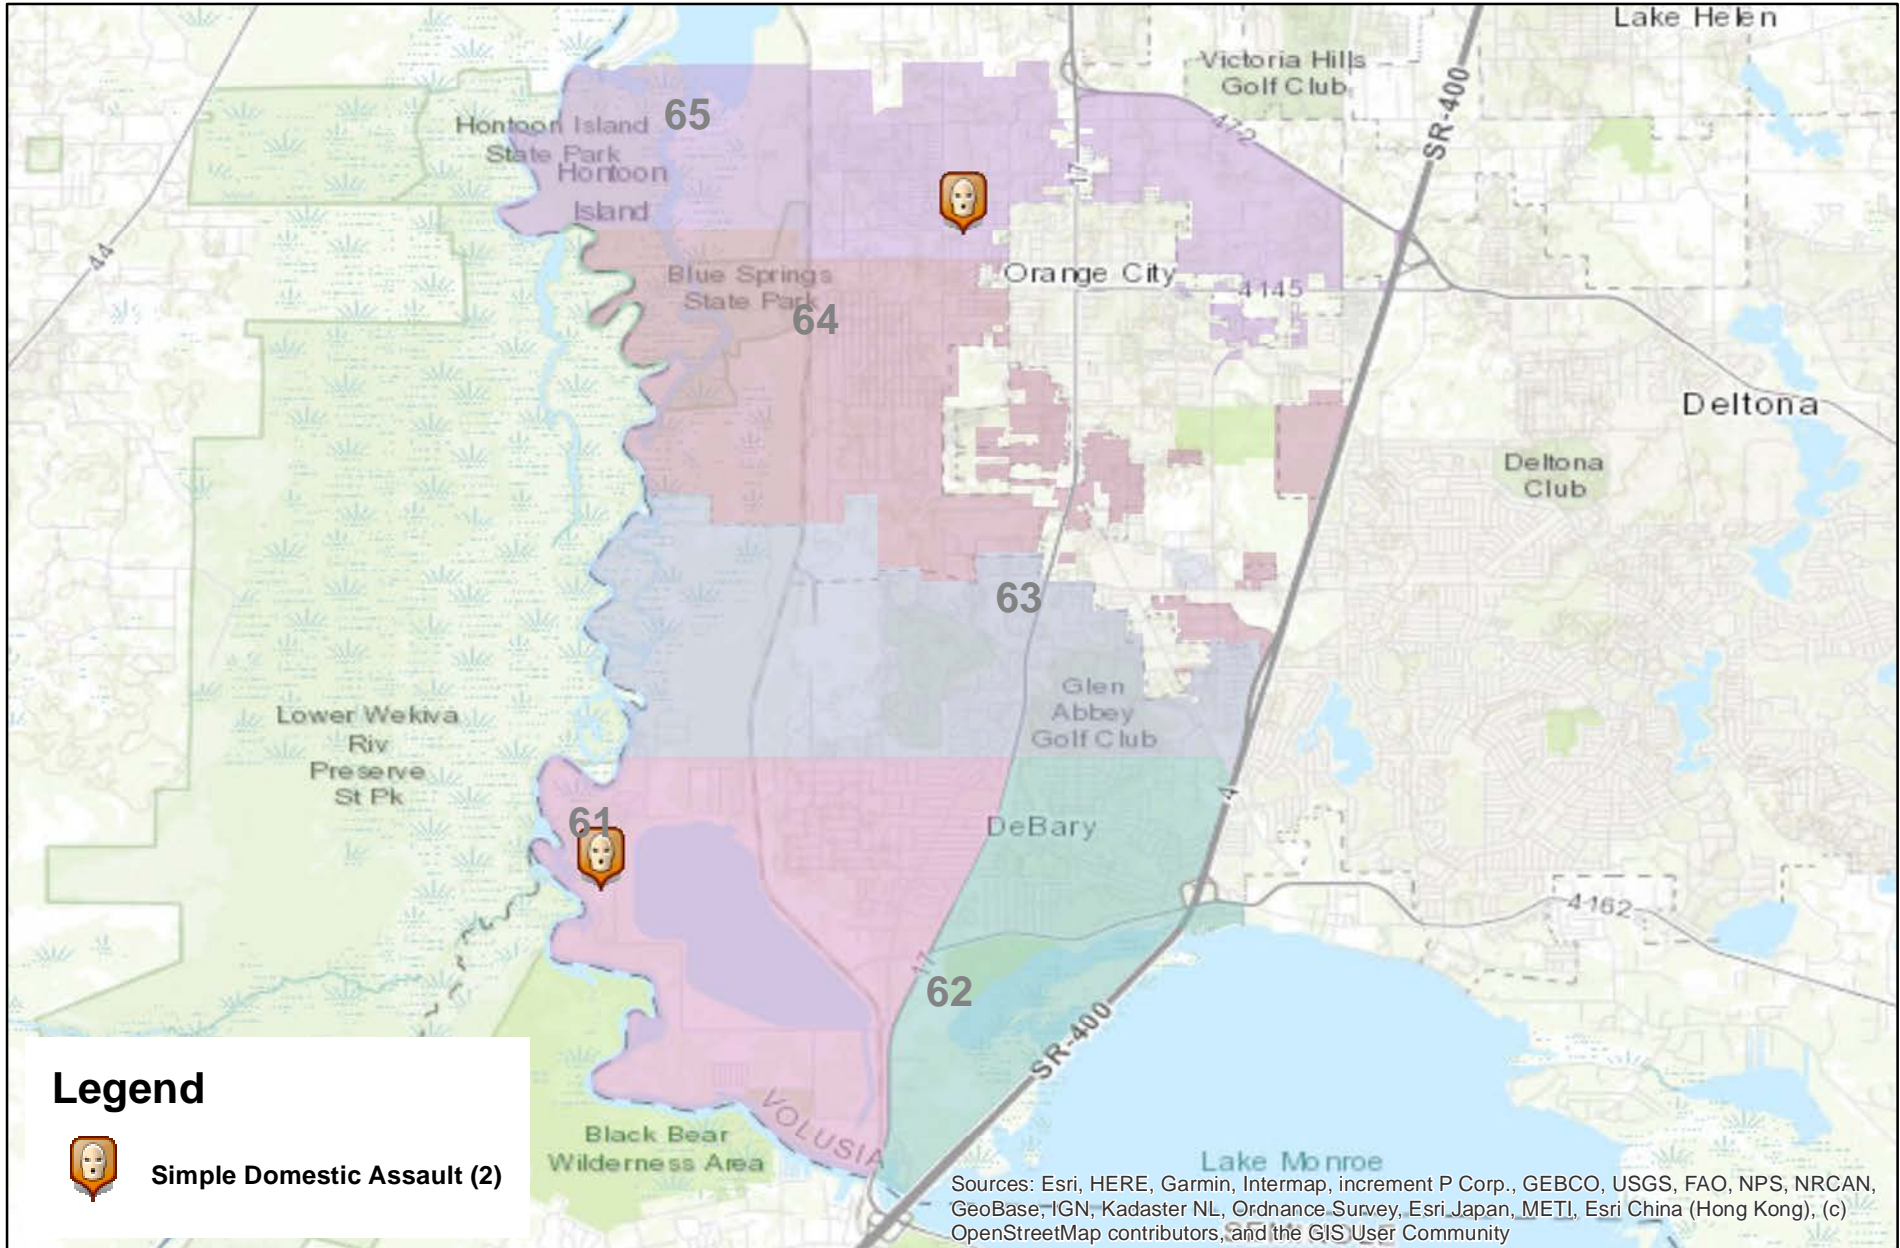 Lake Helen
Victoria Hills
Golf Club
SR-400
472
65
Hontoon Island
State Park
Hontoon
Island
17
44
Orange City
Blue Springs
State Park
4145
64
Deltona
Deltona
Club
63
Glen
Abbey
Golf Club
Lower Wekiva
Riv
Preserve
St Pk
4
61
DeBary
4162
17
62
SR-400
Legend
VOLUSIA
Black Bear
Wilderness Area
Simple Domestic Assault (2)
Lake Monroe
Sources: Esri, HERE, Garmin, Intermap, increment P Corp., GEBCO, USGS, FAO, NPS, NRCAN,
GeoBase, IGN, Kadaster NL, Ordnance Survey, Esri Japan, METI, Esri China (Hong Kong), (c)
OpenStreetMap contributors, and the GIS User Community